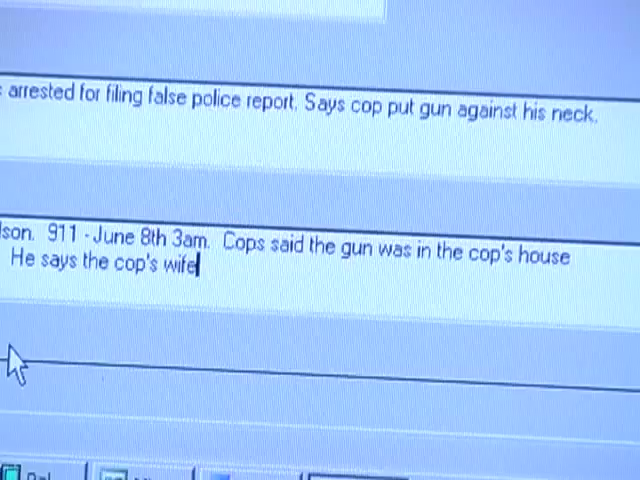 arrested for filing false police report. Says cop put gun against his neck.
son. 911 - June 8th 3am. Cops said the gun was in the cop's house
He says the cop's wife